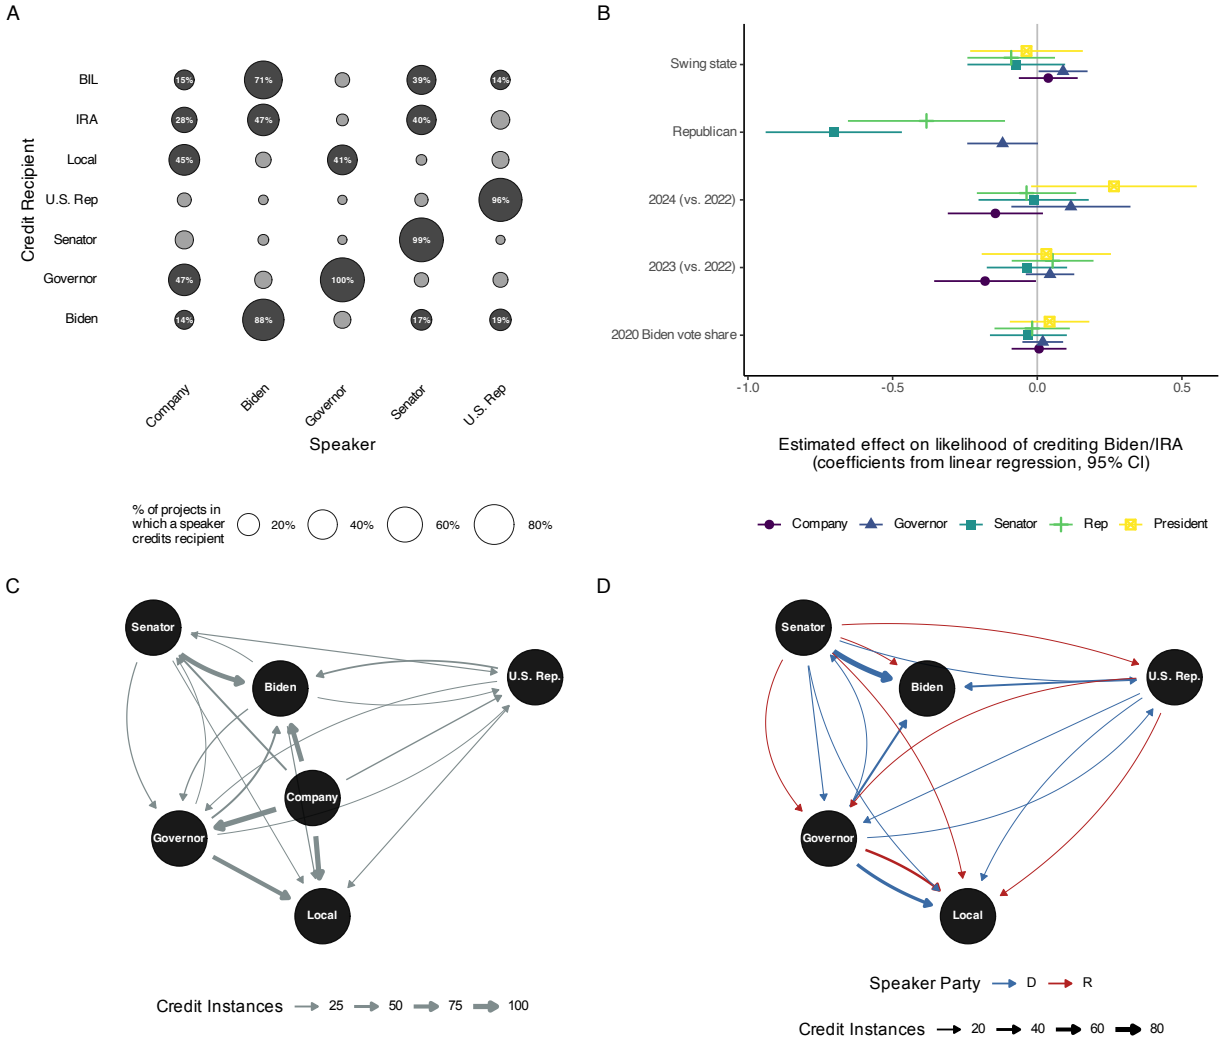 A
Credit Recipient
BIL
15%
71%
39%
14%
IRA
28%
47%
40%
Local
45%
41%
U.S. Rep
96%
Senator
99%
Governor
47%
100%
Biden
14%
88%
17%
19%
Company
Biden
Governor
Senator
U.S. Rep
Speaker
% of projects in
which a speaker
credits recipient
20%
40%
60%
80%
B
Swing state
Republican
2024 (vs. 2022)
2023 (vs. 2022)
2020 Biden vote share
-1.0
-0.5
0.0
0.5
Estimated effect on likelihood of crediting Biden/IRA
(coefficients from linear regression, 95% CI)
Company
Governor
Senator
Rep
President
C
Senator
Biden
U.S. Rep.
Company
Governor
Local
Credit Instances
25
50
75
100
D
Senator
Biden
U.S. Rep.
Governor
Local
Speaker Party
D
R
Credit Instances
20
40
60
80